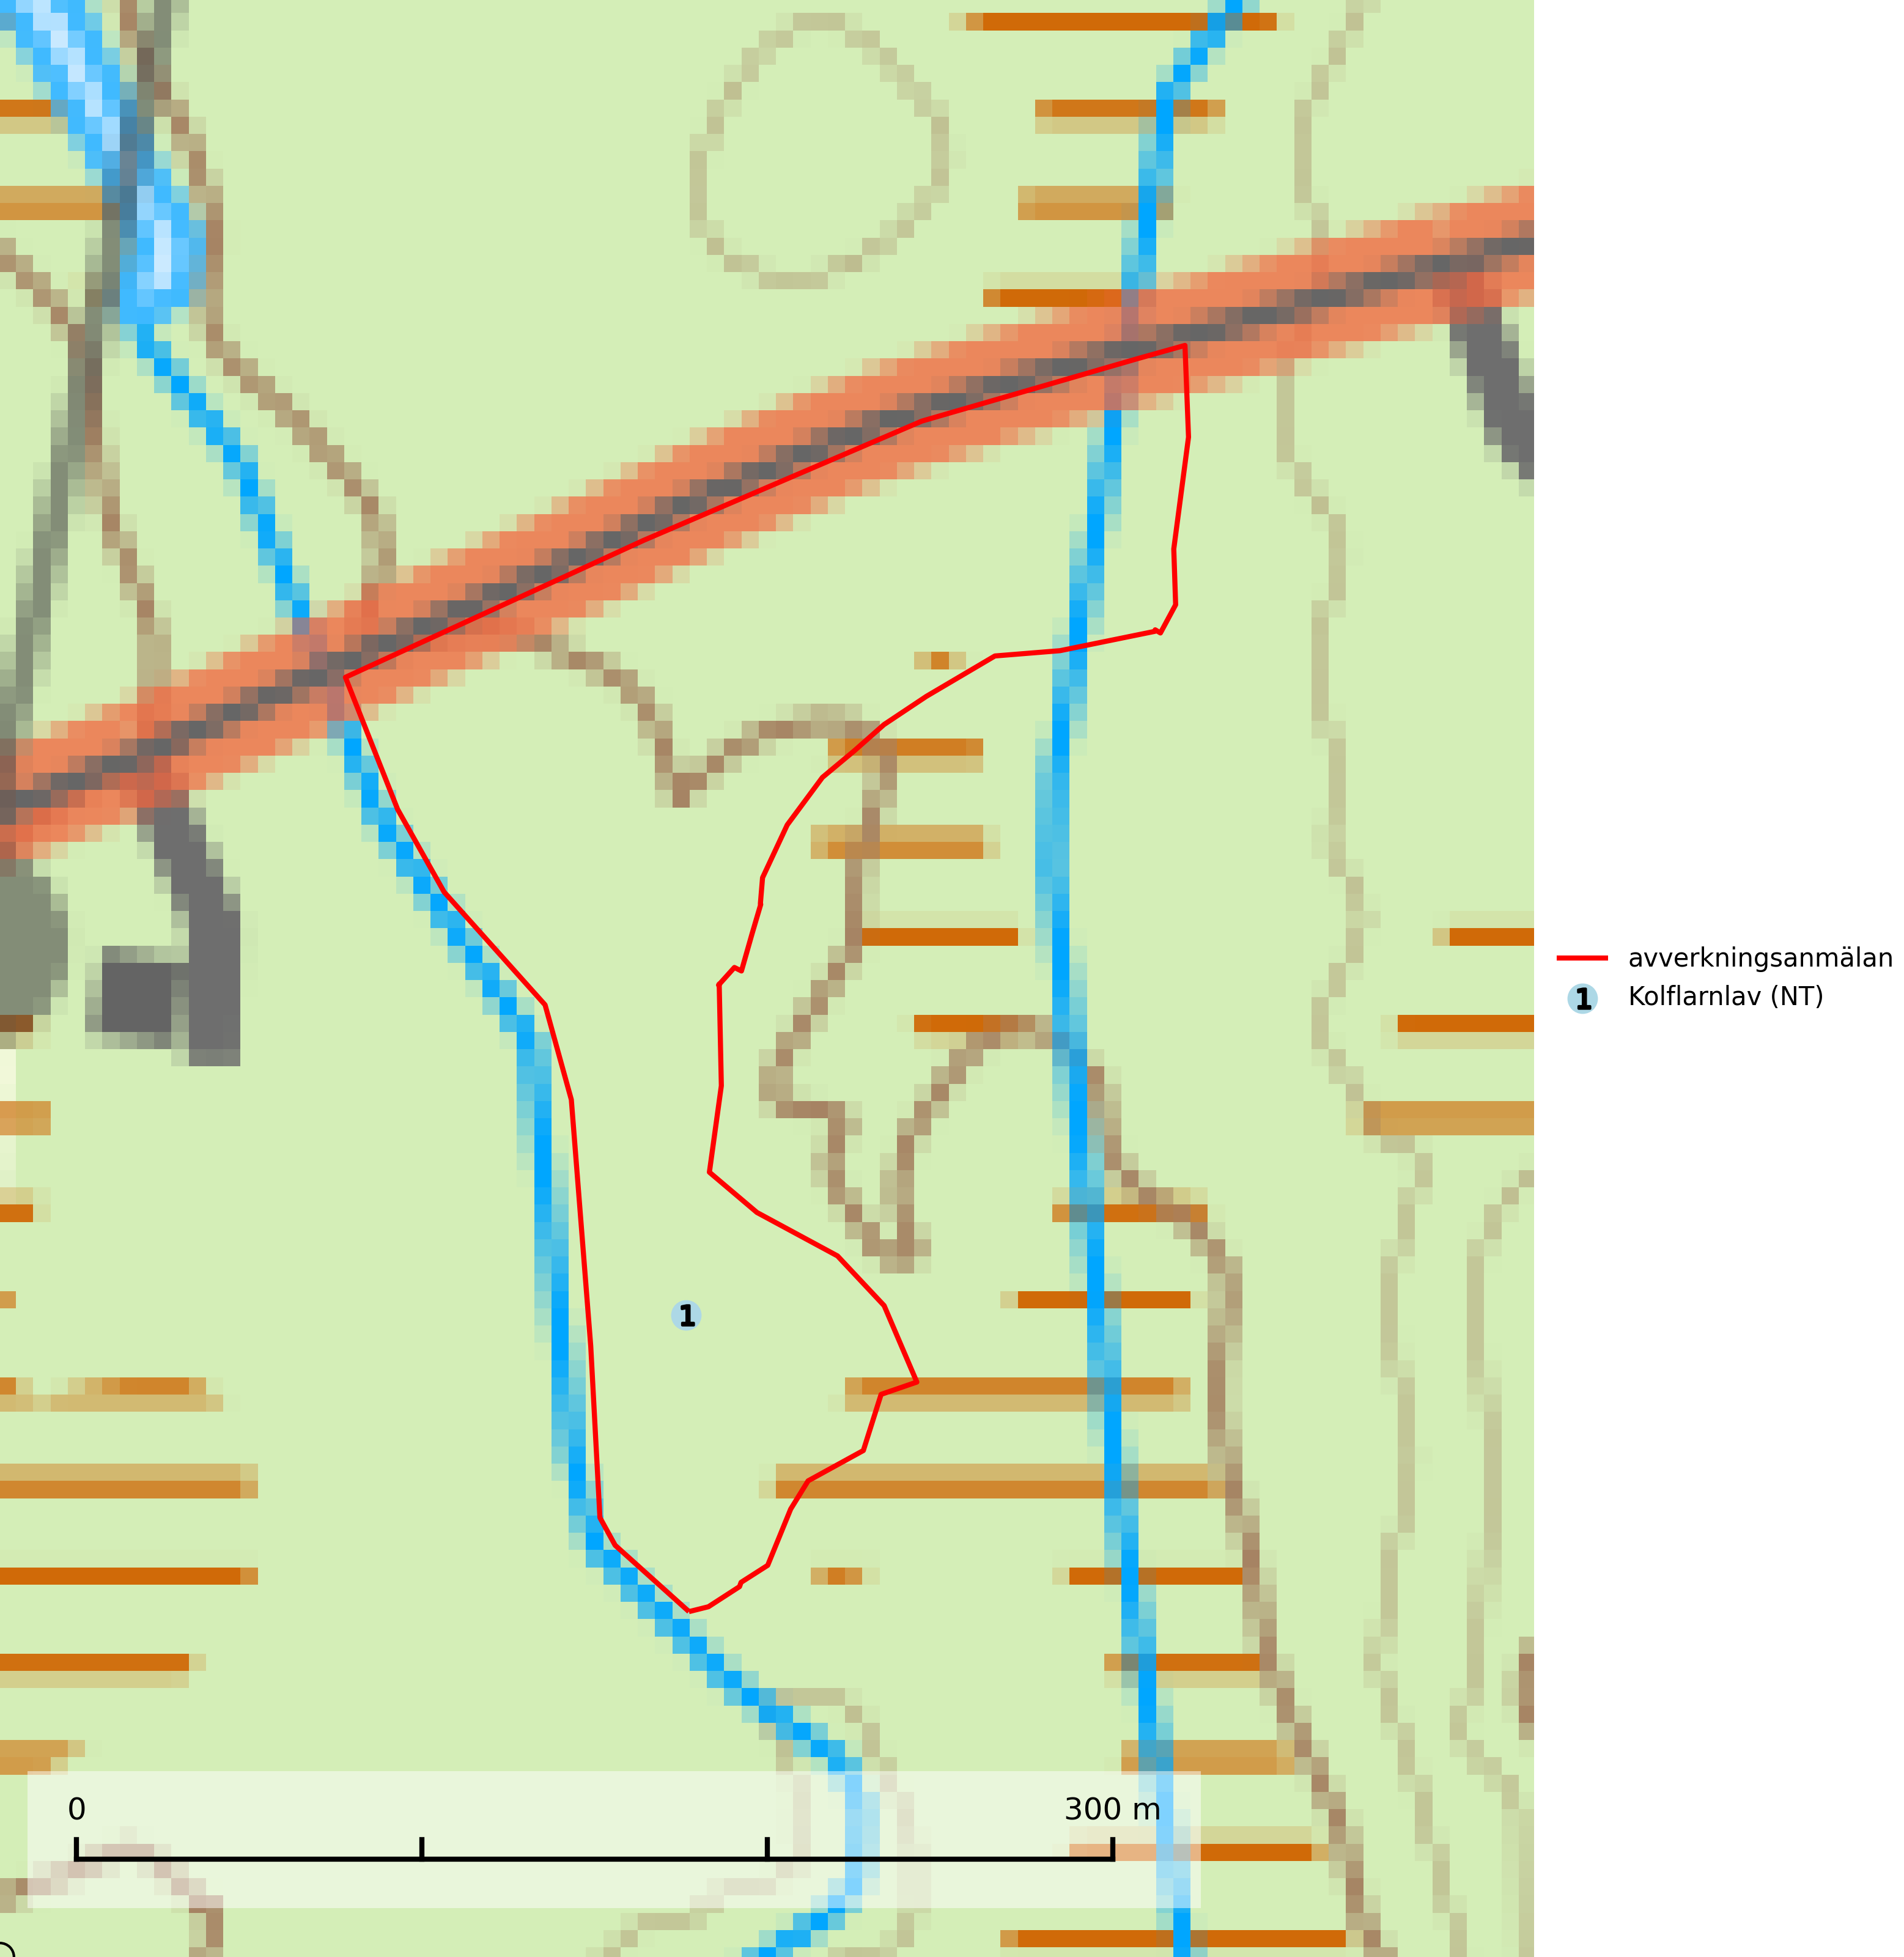 avverkningsanmälan
1 Kolflarnlav (NT)
1
0 300 m